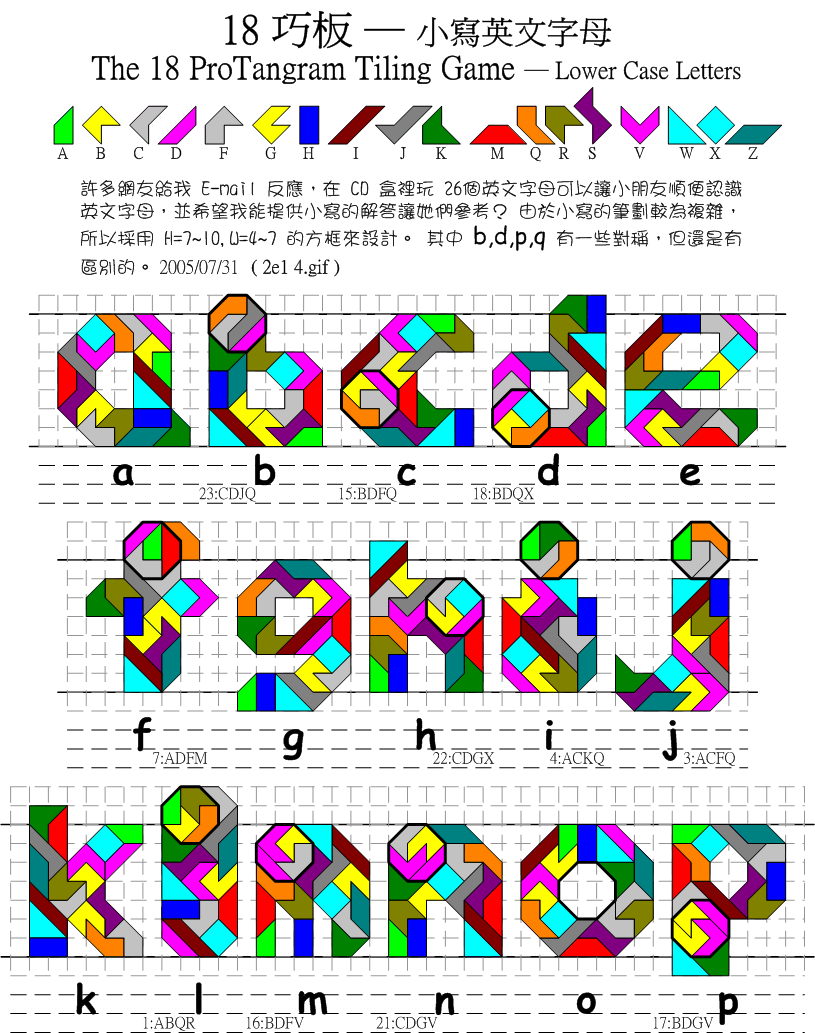 18 巧板 — 小寫英文字母
The 18 ProTangram Tiling Game — Lower Case Letters
A B C D F G H I J K M Q R S V W X Z
許多網友給我 E-mail 反應，在 CD 盒裡玩 26個英文字母可以讓小朋友順便認識
英文字母，並希望我能提供小寫的解答讓她們參考？ 由於小寫的筆劃較為複雜，
所以採用 H=7~10,W=4~7 的方框來設計。 其中 b,d,p,q 有一些對稱，但還是有
區別的。 2005/07/31 ( 2e1 4.gif )
a b c d e
23:CDJQ 15:BDFQ 18:BDQX
f g h i j
7:ADFM 22:CDGX 4:ACKQ 3:ACFQ
k l m n o p
1:ABQR 16:BDFV 21:CDGV 17:BDGV